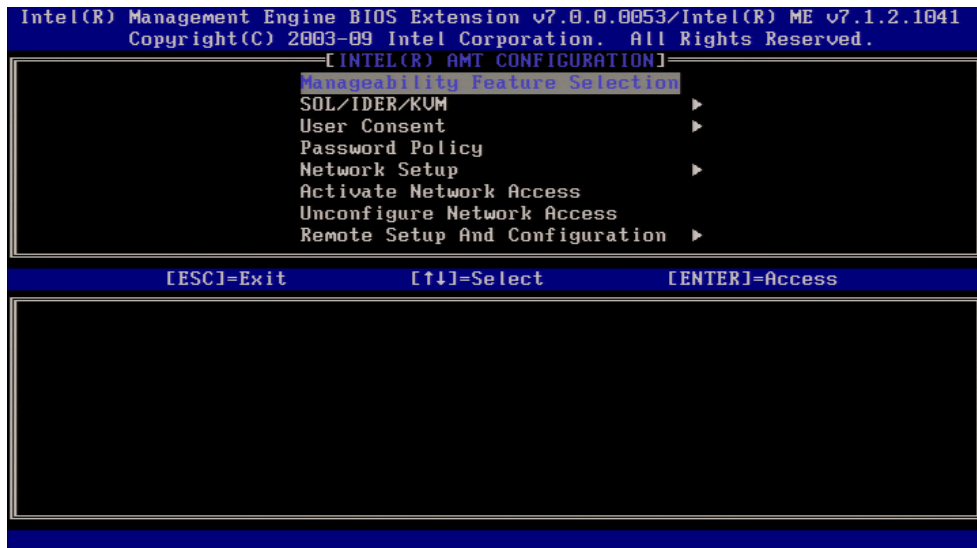 Intel(R) Management Engine BIOS Extension v7.0.0.0053/Intel(R) ME v7.1.2.1041
Copyright(C) 2003-09 Intel Corporation. All Rights Reserved.
[INTEL(R) AMT CONFIGURATION]
Manageability Feature Selection
SOL/IDER/KVM ►
User Consent ►
Password Policy
Network Setup ►
Activate Network Access
Unconfigure Network Access
Remote Setup And Configuration ►
[ESC]=Exit [↑↓]=Select [ENTER]=Access